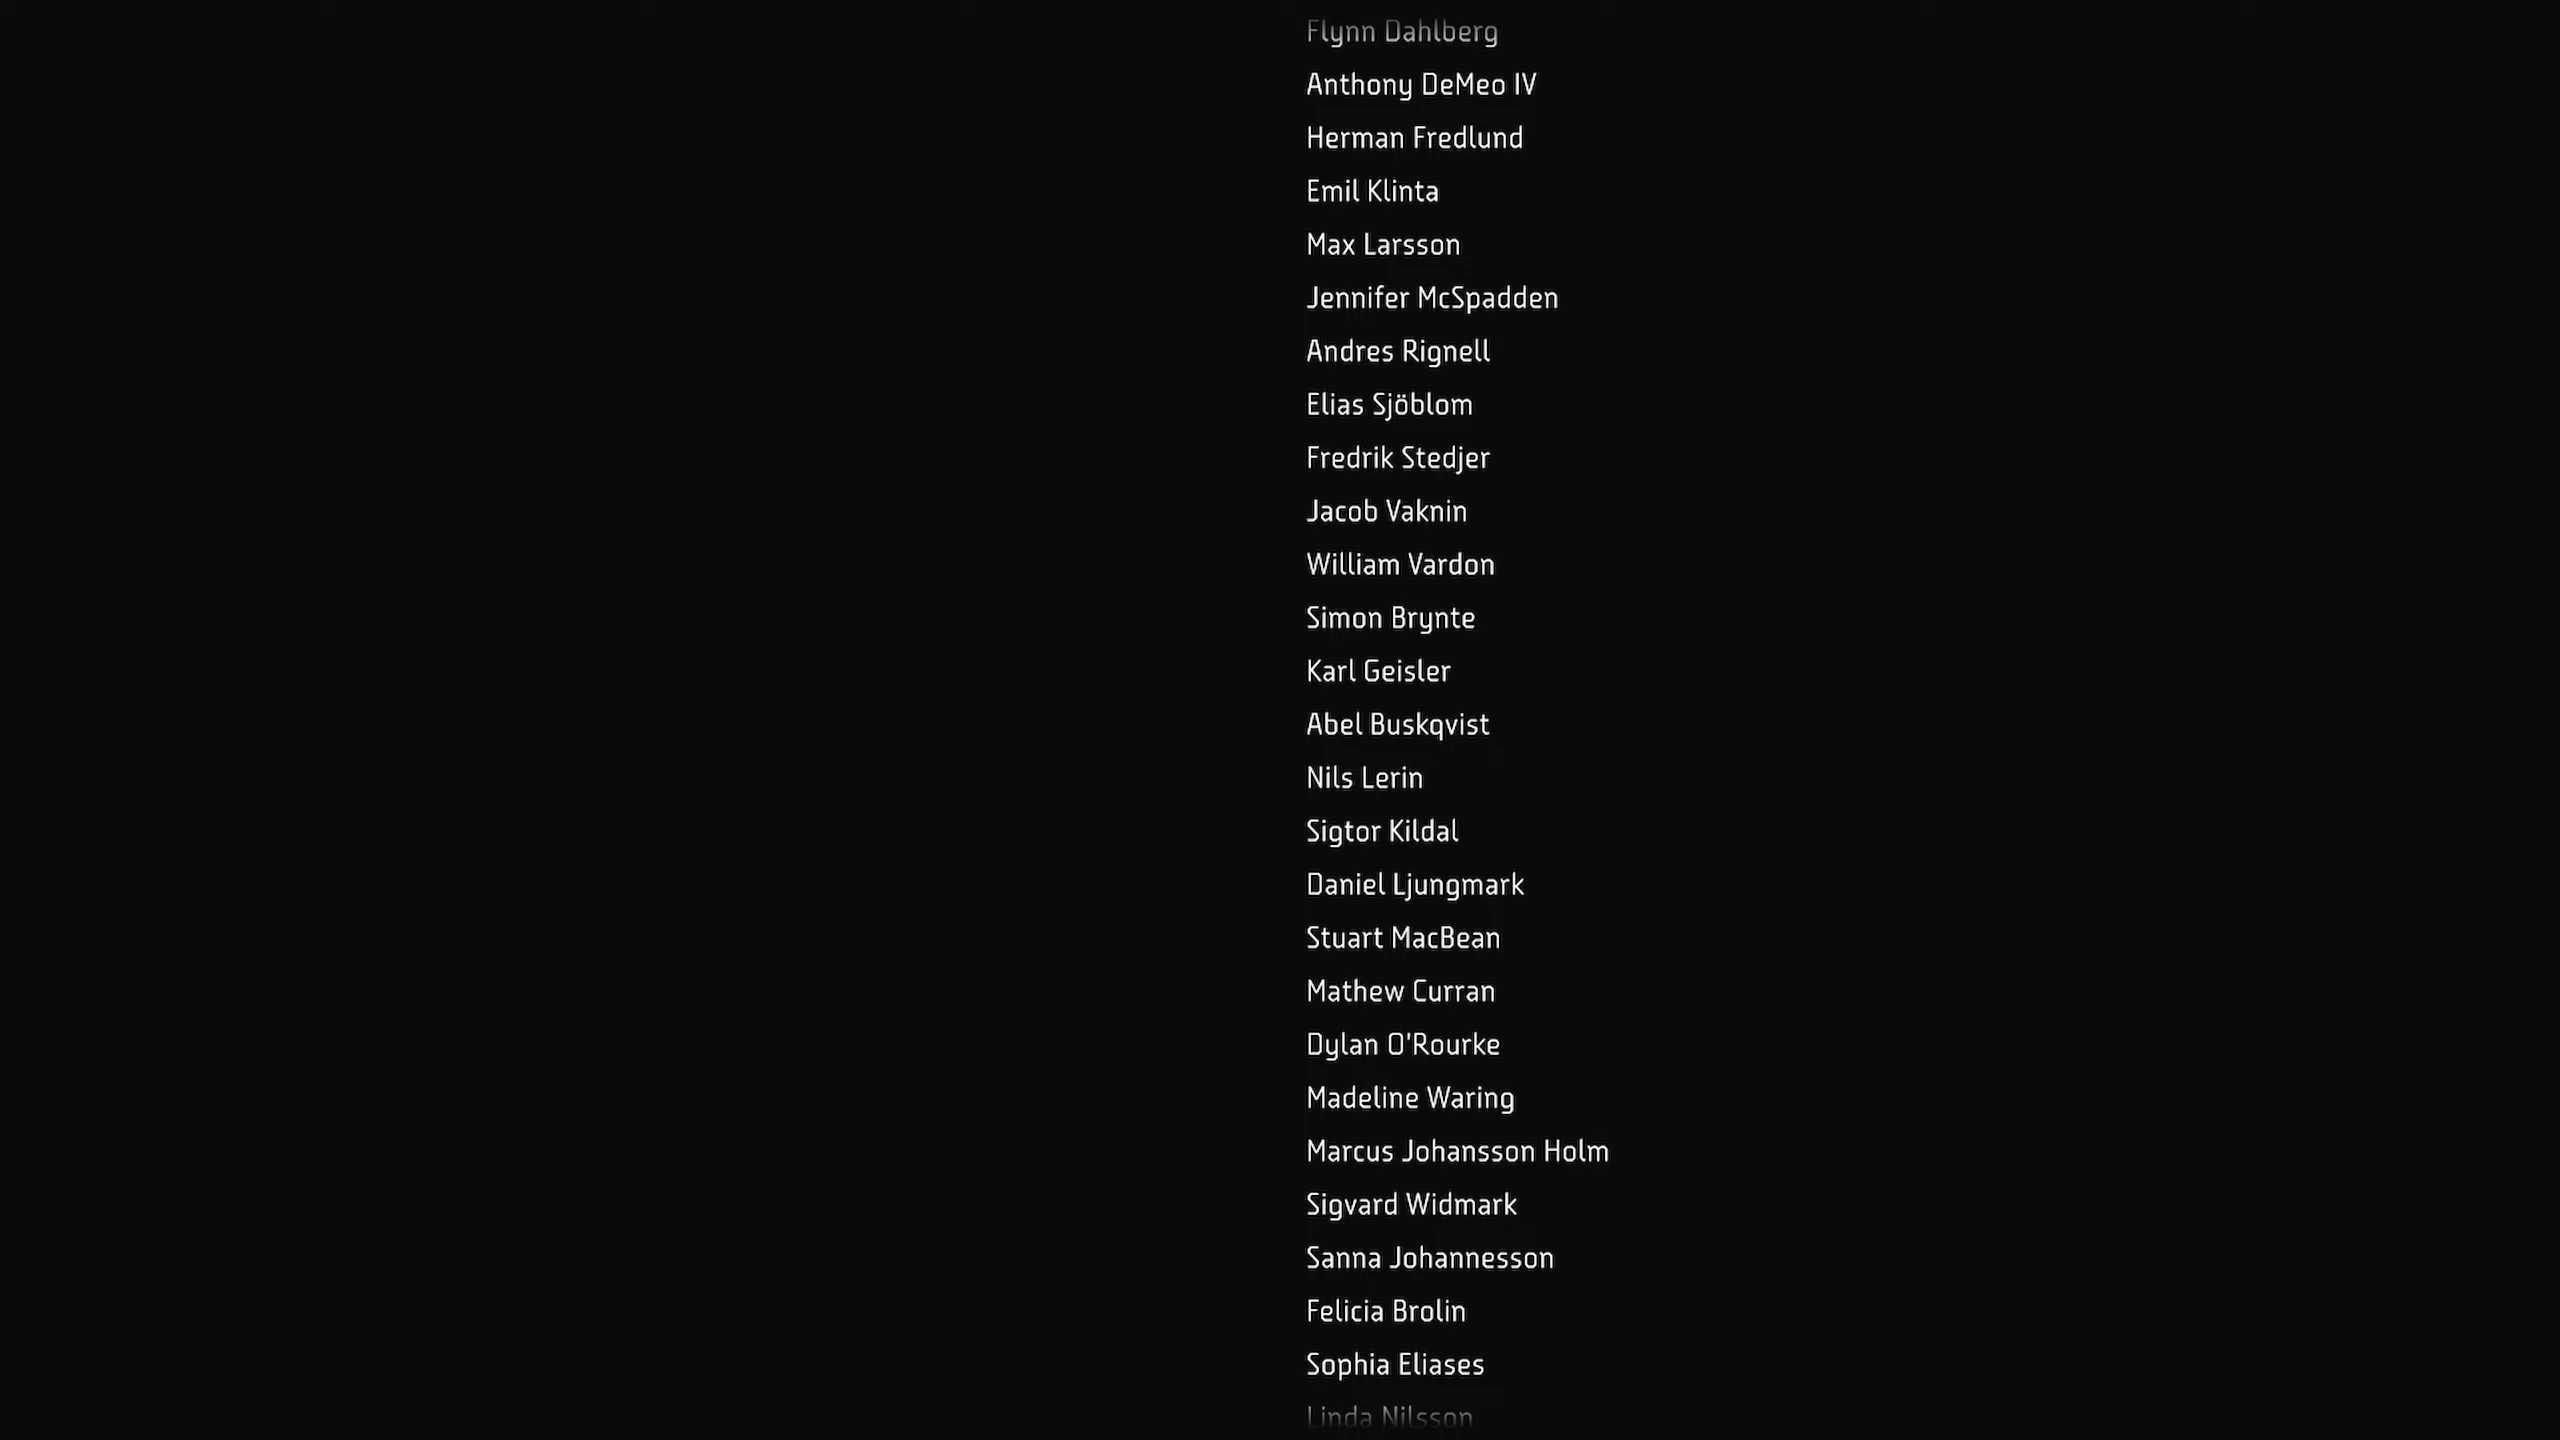 Flynn Dahlberg
Anthony DeMeo IV
Herman Fredlund
Emil Klinta
Max Larsson
Jennifer McSpadden
Andres Rignell
Elias Sjöblom
Fredrik Stedjer
Jacob Vaknin
William Vardon
Simon Brynte
Karl Geisler
Abel Buskqvist
Nils Lerin
Sigtor Kildal
Daniel Ljungmark
Stuart MacBean
Mathew Curran
Dylan O'Rourke
Madeline Waring
Marcus Johansson Holm
Sigvard Widmark
Sanna Johannesson
Felicia Brolin
Sophia Eliases
Linda Nilsson